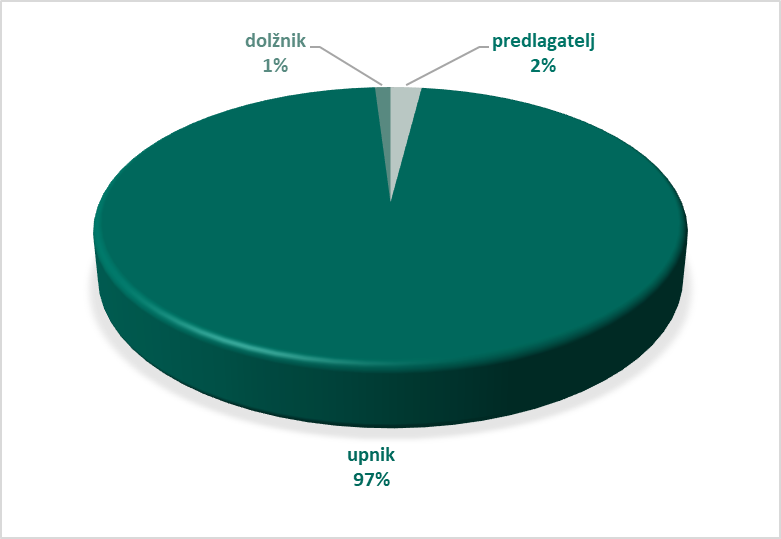 dolžnik
1%
predlagatelj
2%
upnik
97%